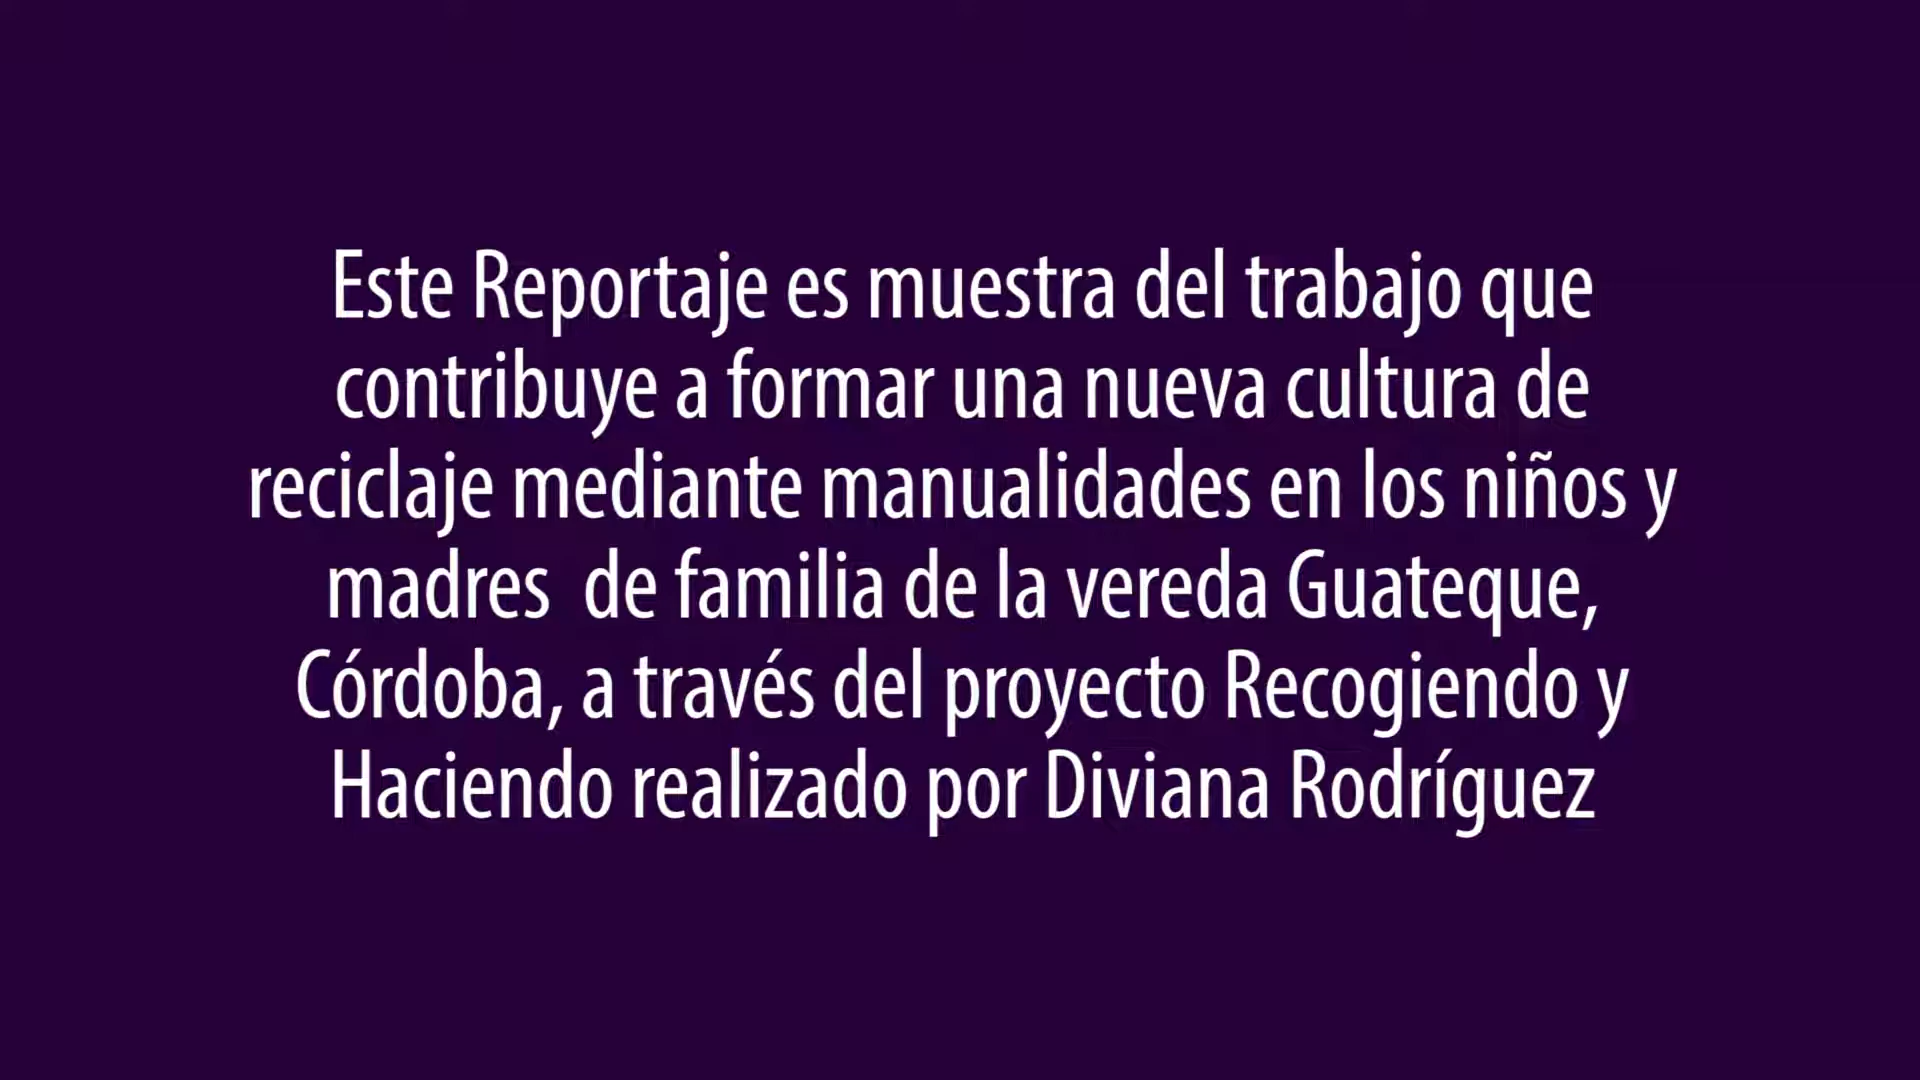 Este Reportaje es muestra del trabajo que
contribuye a formar una nueva cultura de
reciclaje mediante manualidades en los niños y
madres  de familia de la vereda Guateque,
Córdoba, a través del proyecto Recogiendo y
Haciendo realizado por Diviana Rodríguez